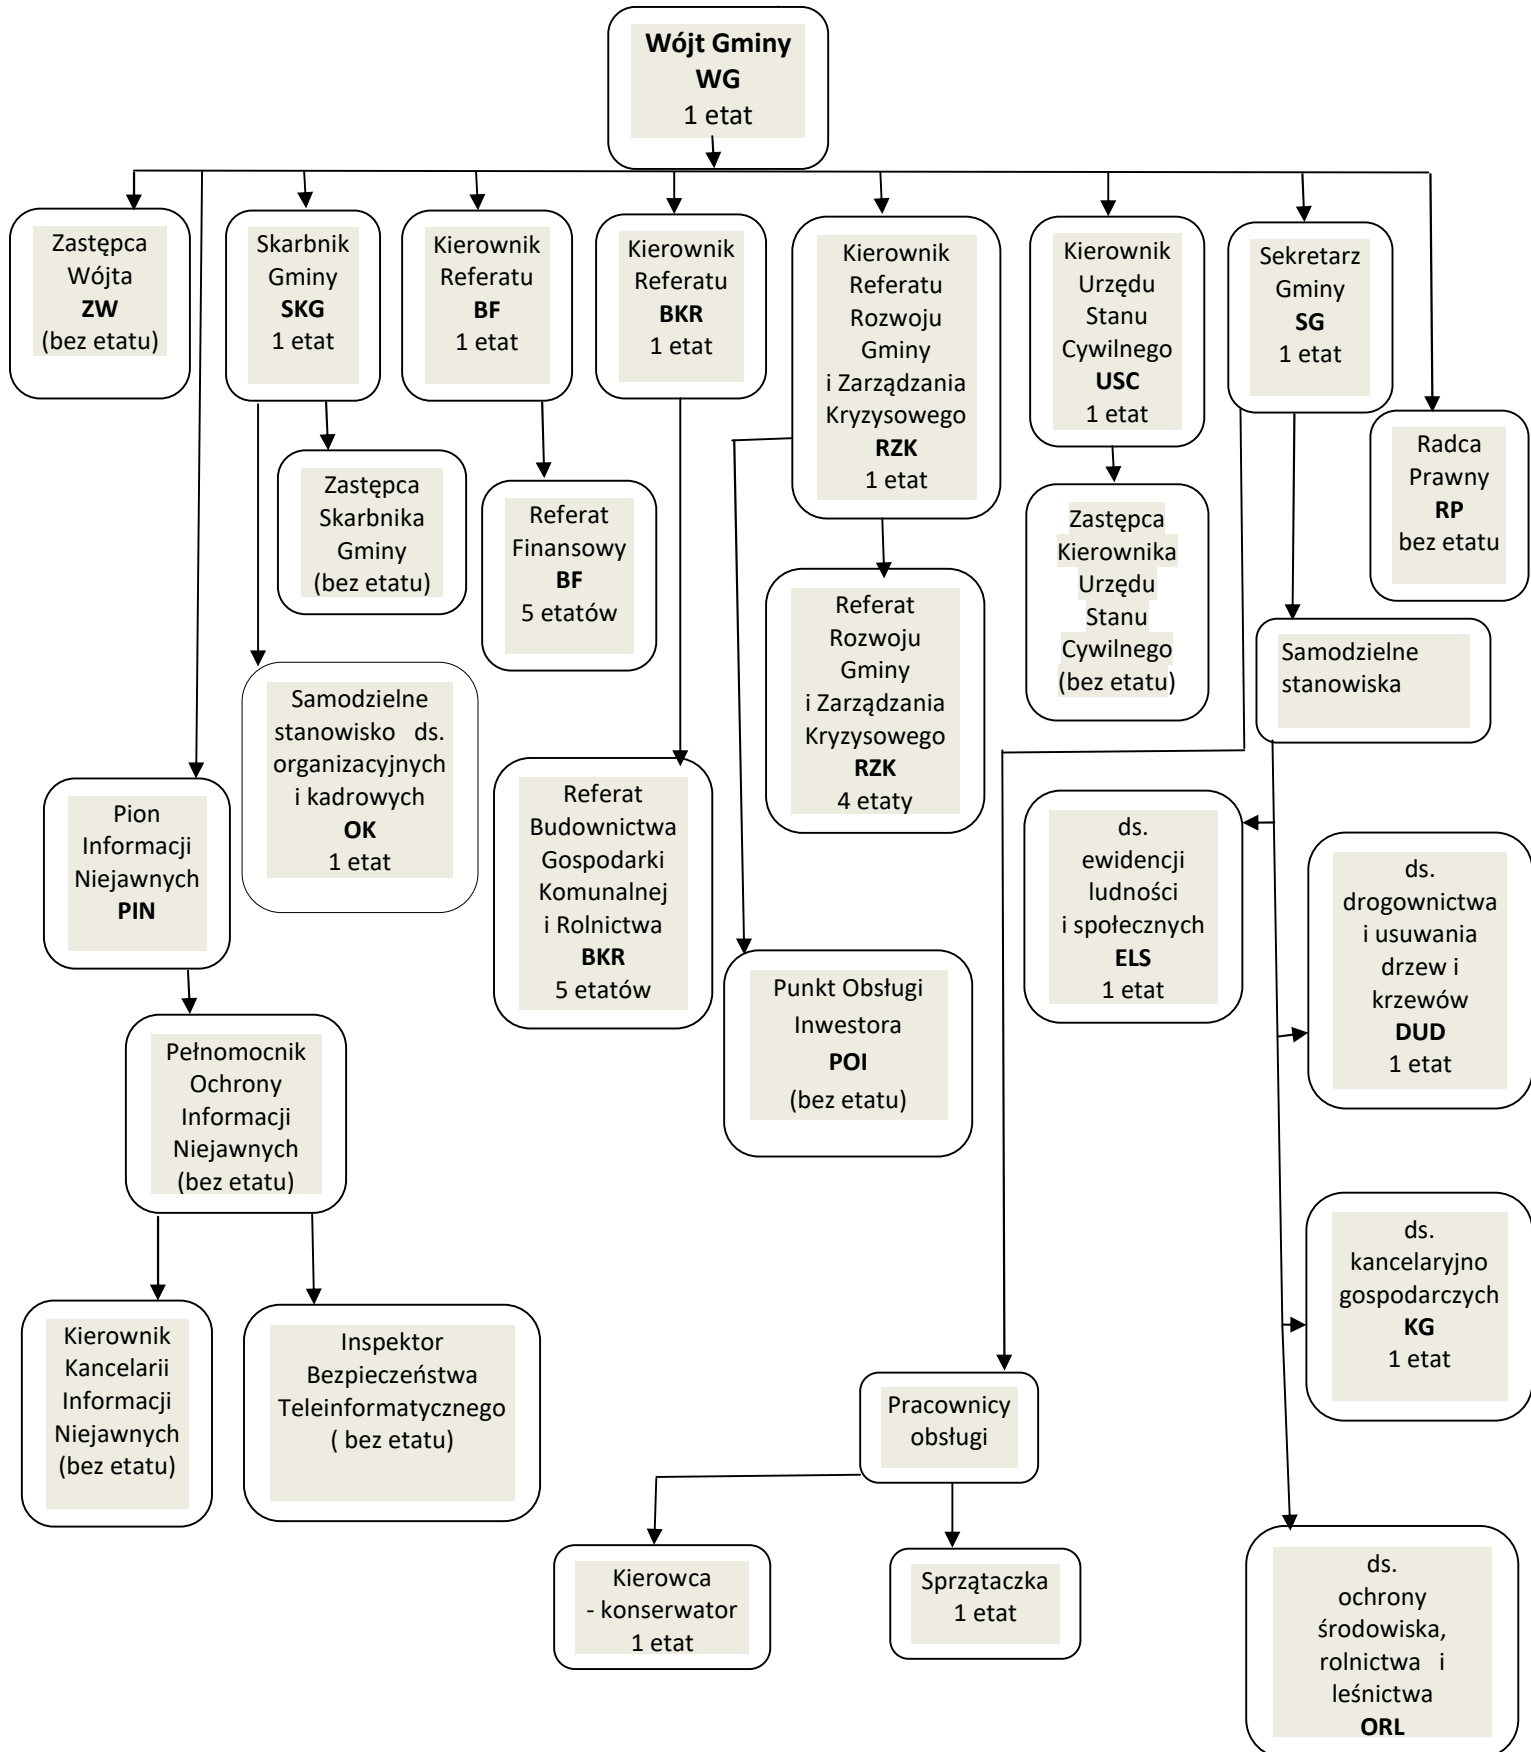 Wójt Gminy
WG
1 etat
Zastępca
Wójta
ZW
(bez etatu)
Skarbnik
Gminy
SKG
1 etat
Kierownik
Referatu
BF
1 etat
Kierownik
Referatu
BKR
1 etat
Kierownik
Referatu
Rozwoju
Gminy
i Zarządzania
Kryzysowego
RZK
1 etat
Kierownik
Urzędu
Stanu
Cywilnego
USC
1 etat
Sekretarz
Gminy
SG
1 etat
Radca
Prawny
RP
bez etatu
Zastępca
Skarbnika
Gminy
(bez etatu)
Referat
Finansowy
BF
5 etatów
Zastępca
Kierownika
Urzędu
Stanu
Cywilnego
(bez etatu)
Referat
Rozwoju
Gminy
i Zarządzania
Kryzysowego
RZK
4 etaty
Samodzielne
stanowiska
Samodzielne
stanowisko ds.
organizacyjnych
i kadrowych
OK
1 etat
Pion
Informacji
Niejawnych
PIN
Referat
Budownictwa
Gospodarki
Komunalnej
i Rolnictwa
BKR
5 etatów
ds.
ewidencji
ludności
i społecznych
ELS
1 etat
ds.
drogownictwa
i usuwania
drzew i
krzewów
DUD
1 etat
Punkt Obsługi
Inwestora
POI
(bez etatu)
Pełnomocnik
Ochrony
Informacji
Niejawnych
(bez etatu)
ds.
kancelaryjno
gospodarczych
KG
1 etat
Kierownik
Kancelarii
Informacji
Niejawnych
(bez etatu)
Inspektor
Bezpieczeństwa
Teleinformatycznego
( bez etatu)
Pracownicy
obsługi
Kierowca
- konserwator
1 etat
Sprzątaczka
1 etat
ds.
ochrony
środowiska,
rolnictwa i
leśnictwa
ORL